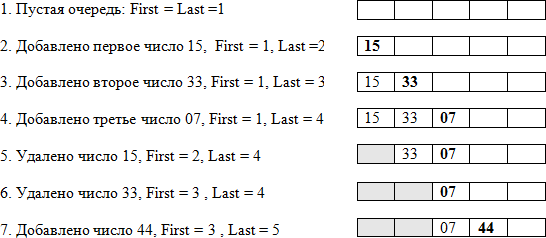 1. Пустая очередь: First = Last =1
2. Добавлено первое число 15, First = 1, Last =2 15
3. Добавлено второе число 33, First = 1, Last = 3 15 33
4. Добавлено третье число 07, First = 1, Last = 4 15 33 07
5. Удалено число 15, First = 2, Last = 4 33 07
6. Удалено число 33, First = 3 , Last = 4 07
7. Добавлено число 44, First = 3 , Last = 5 07 44